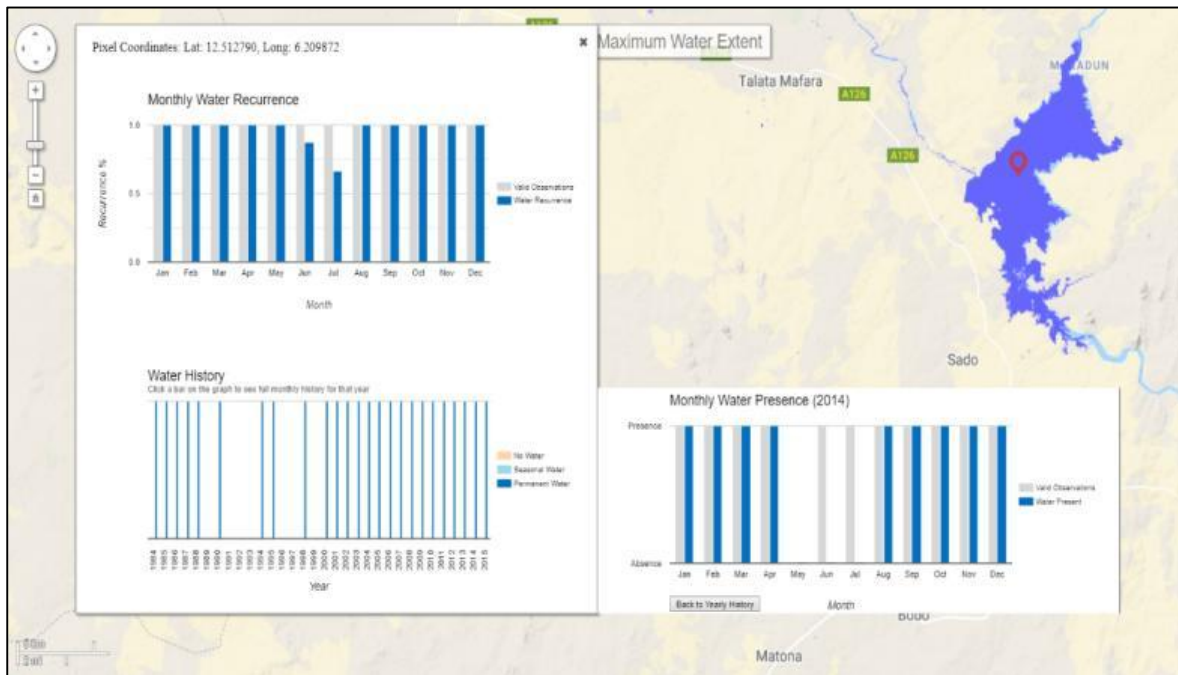 Pixel Coordinates: Lat: 12.512790, Long: 6.209872
Maximum Water Extent
Monthly Water Recurrence
Recurrence %
1.0
0.5
0.0
Valid Observations
Water Recurrence
Jan Feb Mar Apr May Jun Jul Aug Sep Oct Nov Dec
Month
Water History
Click a bar on the graph to see full monthly history for that year
No Water
Seasonal Water
Permanent Water
1984 1985 1986 1987 1988 1989 1990 1991 1992 1993 1994 1995 1996 1997 1998 1999 2000 2001 2002 2003 2004 2005 2006 2007 2008 2009 2010 2011 2012 2013 2014 2015
Year
Talata Mafara
A126
A126
Sado
Monthly Water Presence (2014)
Presence
Absence
Valid Observations
Water Present
Jan Feb Mar Apr May Jun Jul Aug Sep Oct Nov Dec
Back to Yearly History
Month
Matona